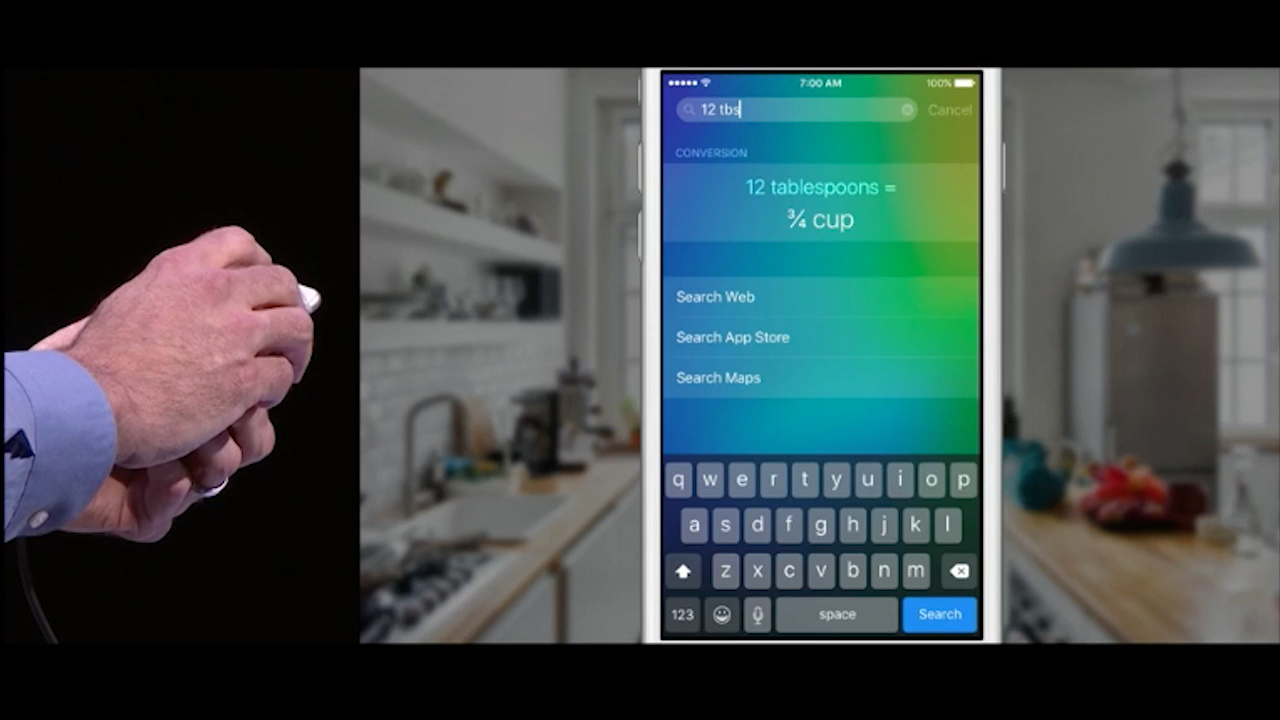 7:00 AM 100%
12 tbs Cancel
CONVERSION
12 tablespoons =
¾ cup
Search Web
Search App Store
Search Maps
q w e r t y u i o p
a s d f g h j k l
z x c v b n m
123 space Search